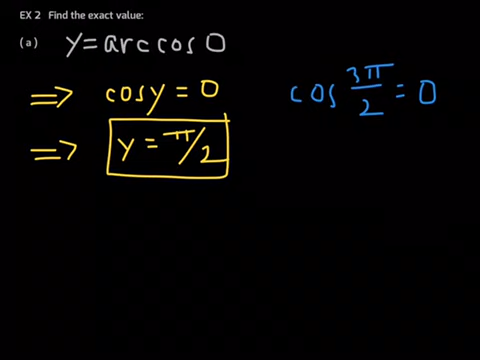 EX 2 Find the exact value:
(a) y = arccos 0
⇒ cos y = 0
cos 3π/2 = 0
⇒ y = π/2